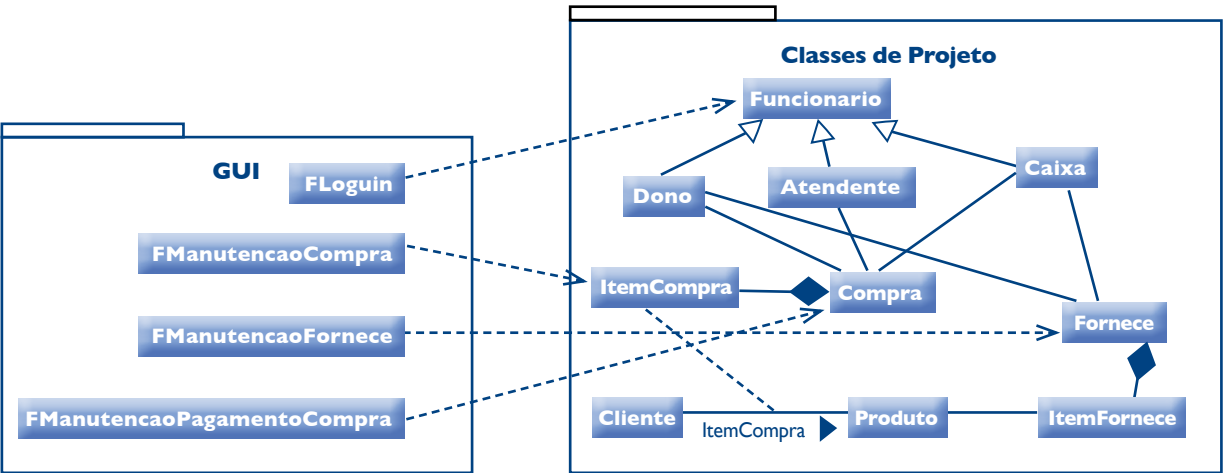 GUI
FLoguin
FManutencaoCompra
FManutencaoFornece
FManutencaoPagamentoCompra
Classes de Projeto
Funcionario
Dono
Atendente
Caixa
ItemCompra
Compra
Fornece
Cliente
ItemCompra
Produto
ItemFornece